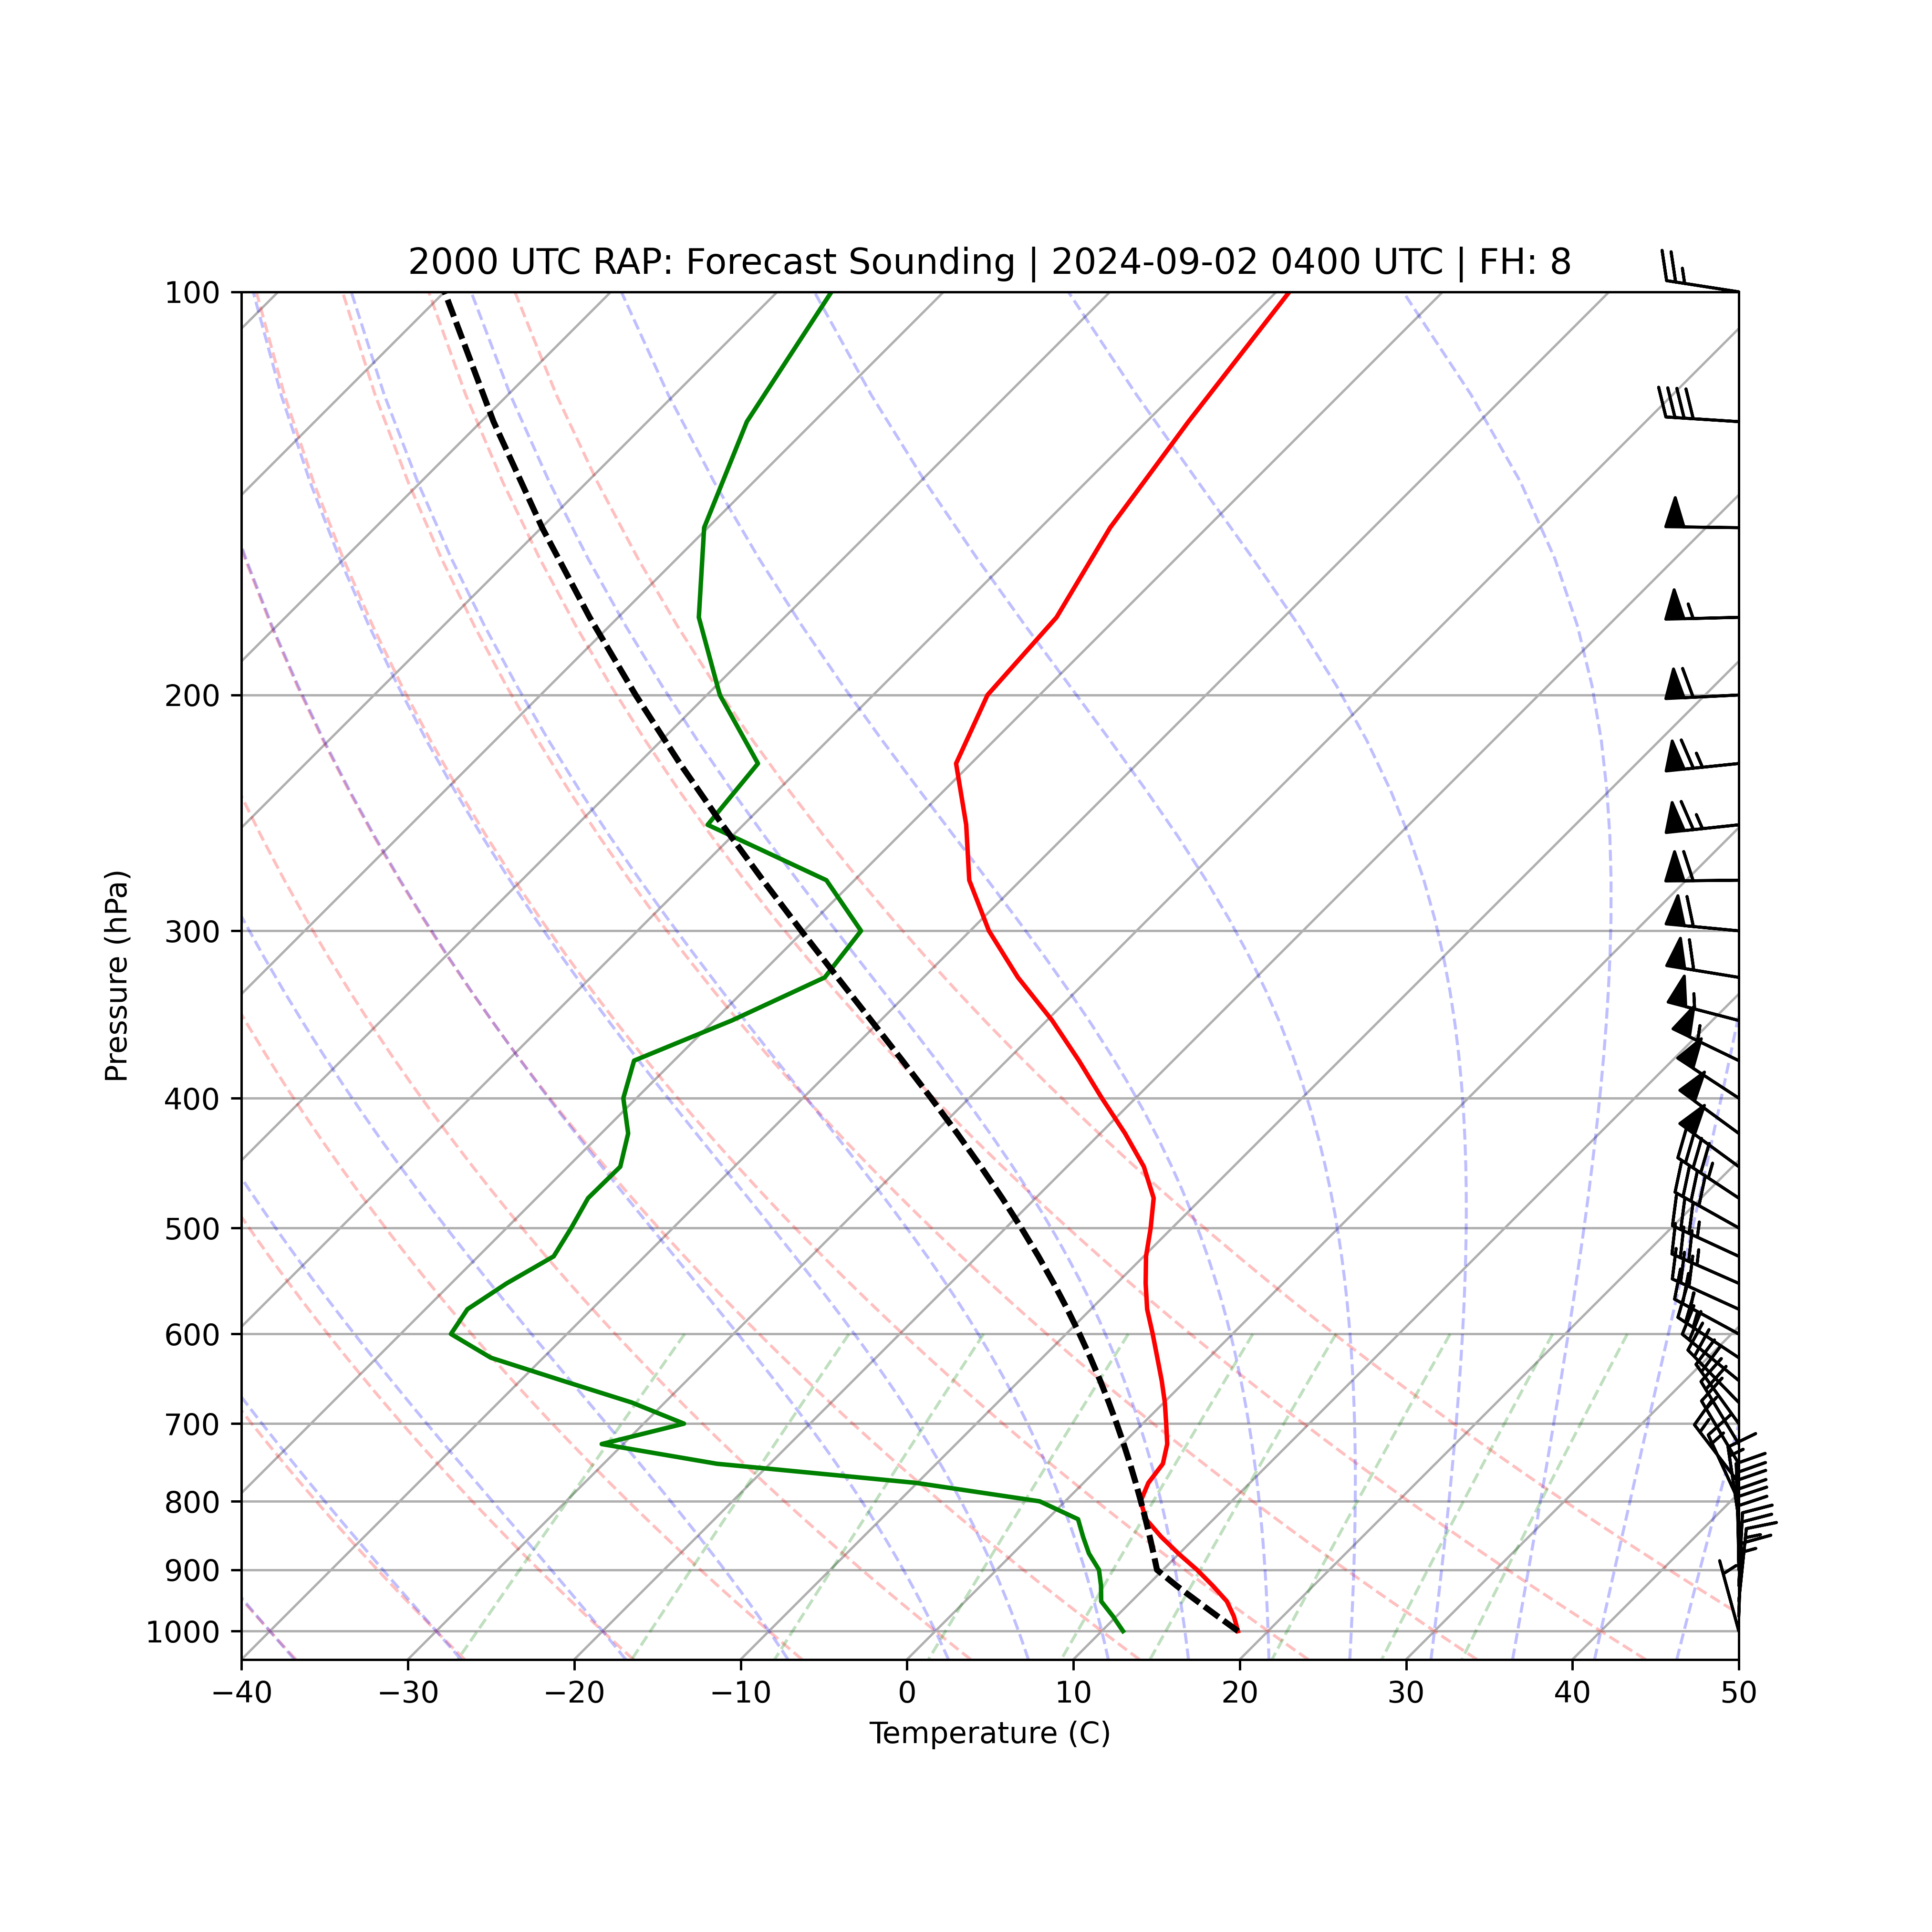 2000 UTC RAP: Forecast Sounding | 2024-09-02 0400 UTC | FH: 8
100
200
300
400
500
600
700
800
900
1000
Pressure (hPa)
−40 −30 −20 −10 0 10 20 30 40 50
Temperature (C)